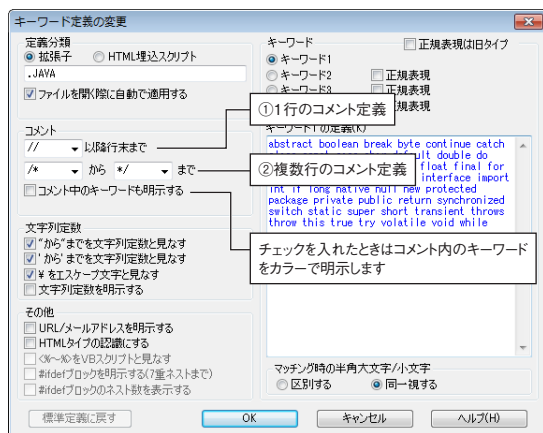 キーワード定義の変更
定義分類
拡張子
HTML埋込スクリプト
.JAVA
ファイルを開く際に自動で適用する
コメント
//
以降行末まで
/*
から
*/
まで
コメント中のキーワードも明示する
文字列定数
"から"までを文字列定数と見なす
'から'までを文字列定数と見なす
¥をエスケープ文字と見なす
文字列定数を明示する
その他
URL/メールアドレスを明示する
HTMLタイプの認識にする
<%~%>をVBスクリプトと見なす
#ifdefブロックを明示する(7重ネストまで)
#ifdefブロックのネスト数を表示する
キーワード
正規表現は旧タイプ
キーワード1
キーワード2
正規表現
キーワード3
正規表現
正規表現
①1行のコメント定義
キーワード1の定義(K)
abstract boolean break byte continue catch
ult double do
②複数行のコメント定義
float final for
interface import
int if long native null new protected
package private public return synchronized
switch static super short transient throws
throw this true try volatile void while
チェックを入れたときはコメント内のキーワード
をカラーで明示します
マッチング時の半角大文字/小文字
区別する
同一視する
標準定義に戻す
OK
キャンセル
ヘルプ(H)